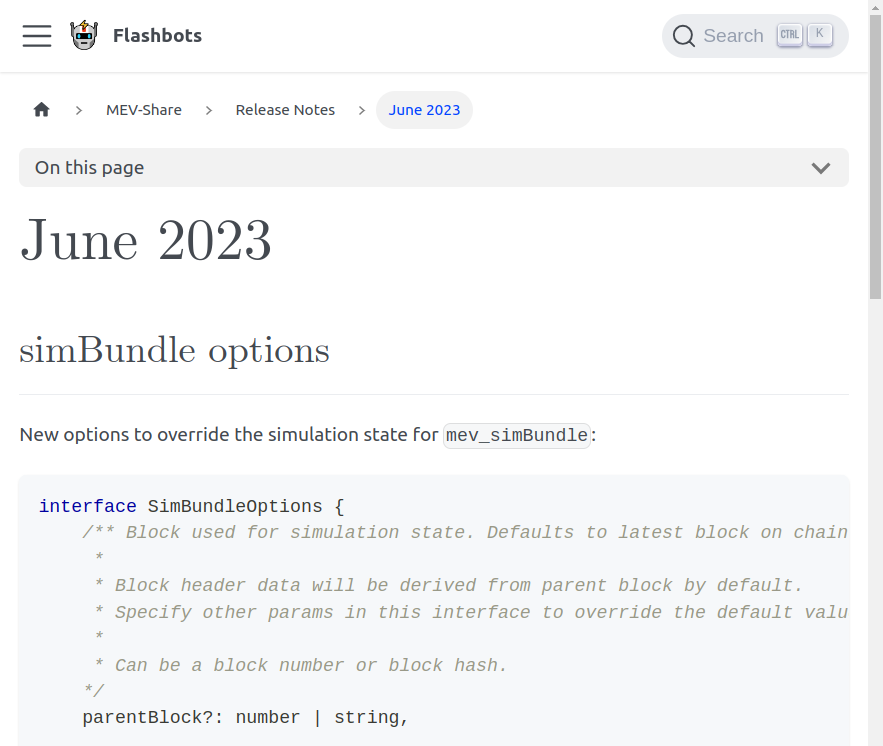 Flashbots
Search CTRL K
MEV-Share Release Notes June 2023
On this page
June 2023
simBundle options
New options to override the simulation state for mev_simBundle:
interface SimBundleOptions {
/** Block used for simulation state. Defaults to latest block on chain
*
* Block header data will be derived from parent block by default.
* Specify other params in this interface to override the default valu
*
* Can be a block number or block hash.
*/
parentBlock?: number | string,